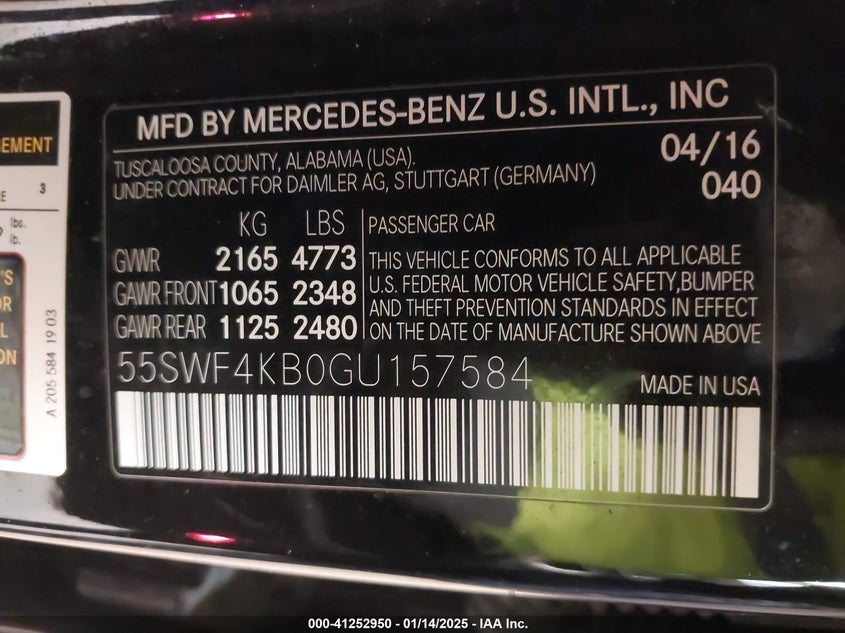 MFD BY MERCEDES-BENZ U.S. INTL., INC
TUSCALOOSA COUNTY, ALABAMA (USA).
UNDER CONTRACT FOR DAIMLER AG, STUTTGART (GERMANY)
04/16
040
KG LBS
GVWR 2165 4773
GAWR FRONT 1065 2348
GAWR REAR 1125 2480
PASSENGER CAR
THIS VEHICLE CONFORMS TO ALL APPLICABLE
U.S. FEDERAL MOTOR VEHICLE SAFETY,BUMPER
AND THEFT PREVENTION STANDARDS IN EFFECT
ON THE DATE OF MANUFACTURE SHOWN ABOVE
55SWF4KB0GU157584
MADE IN USA
3
lbs.
lb.
A 205 584 19 03
000-41252950 - 01/14/2025 - IAA Inc.